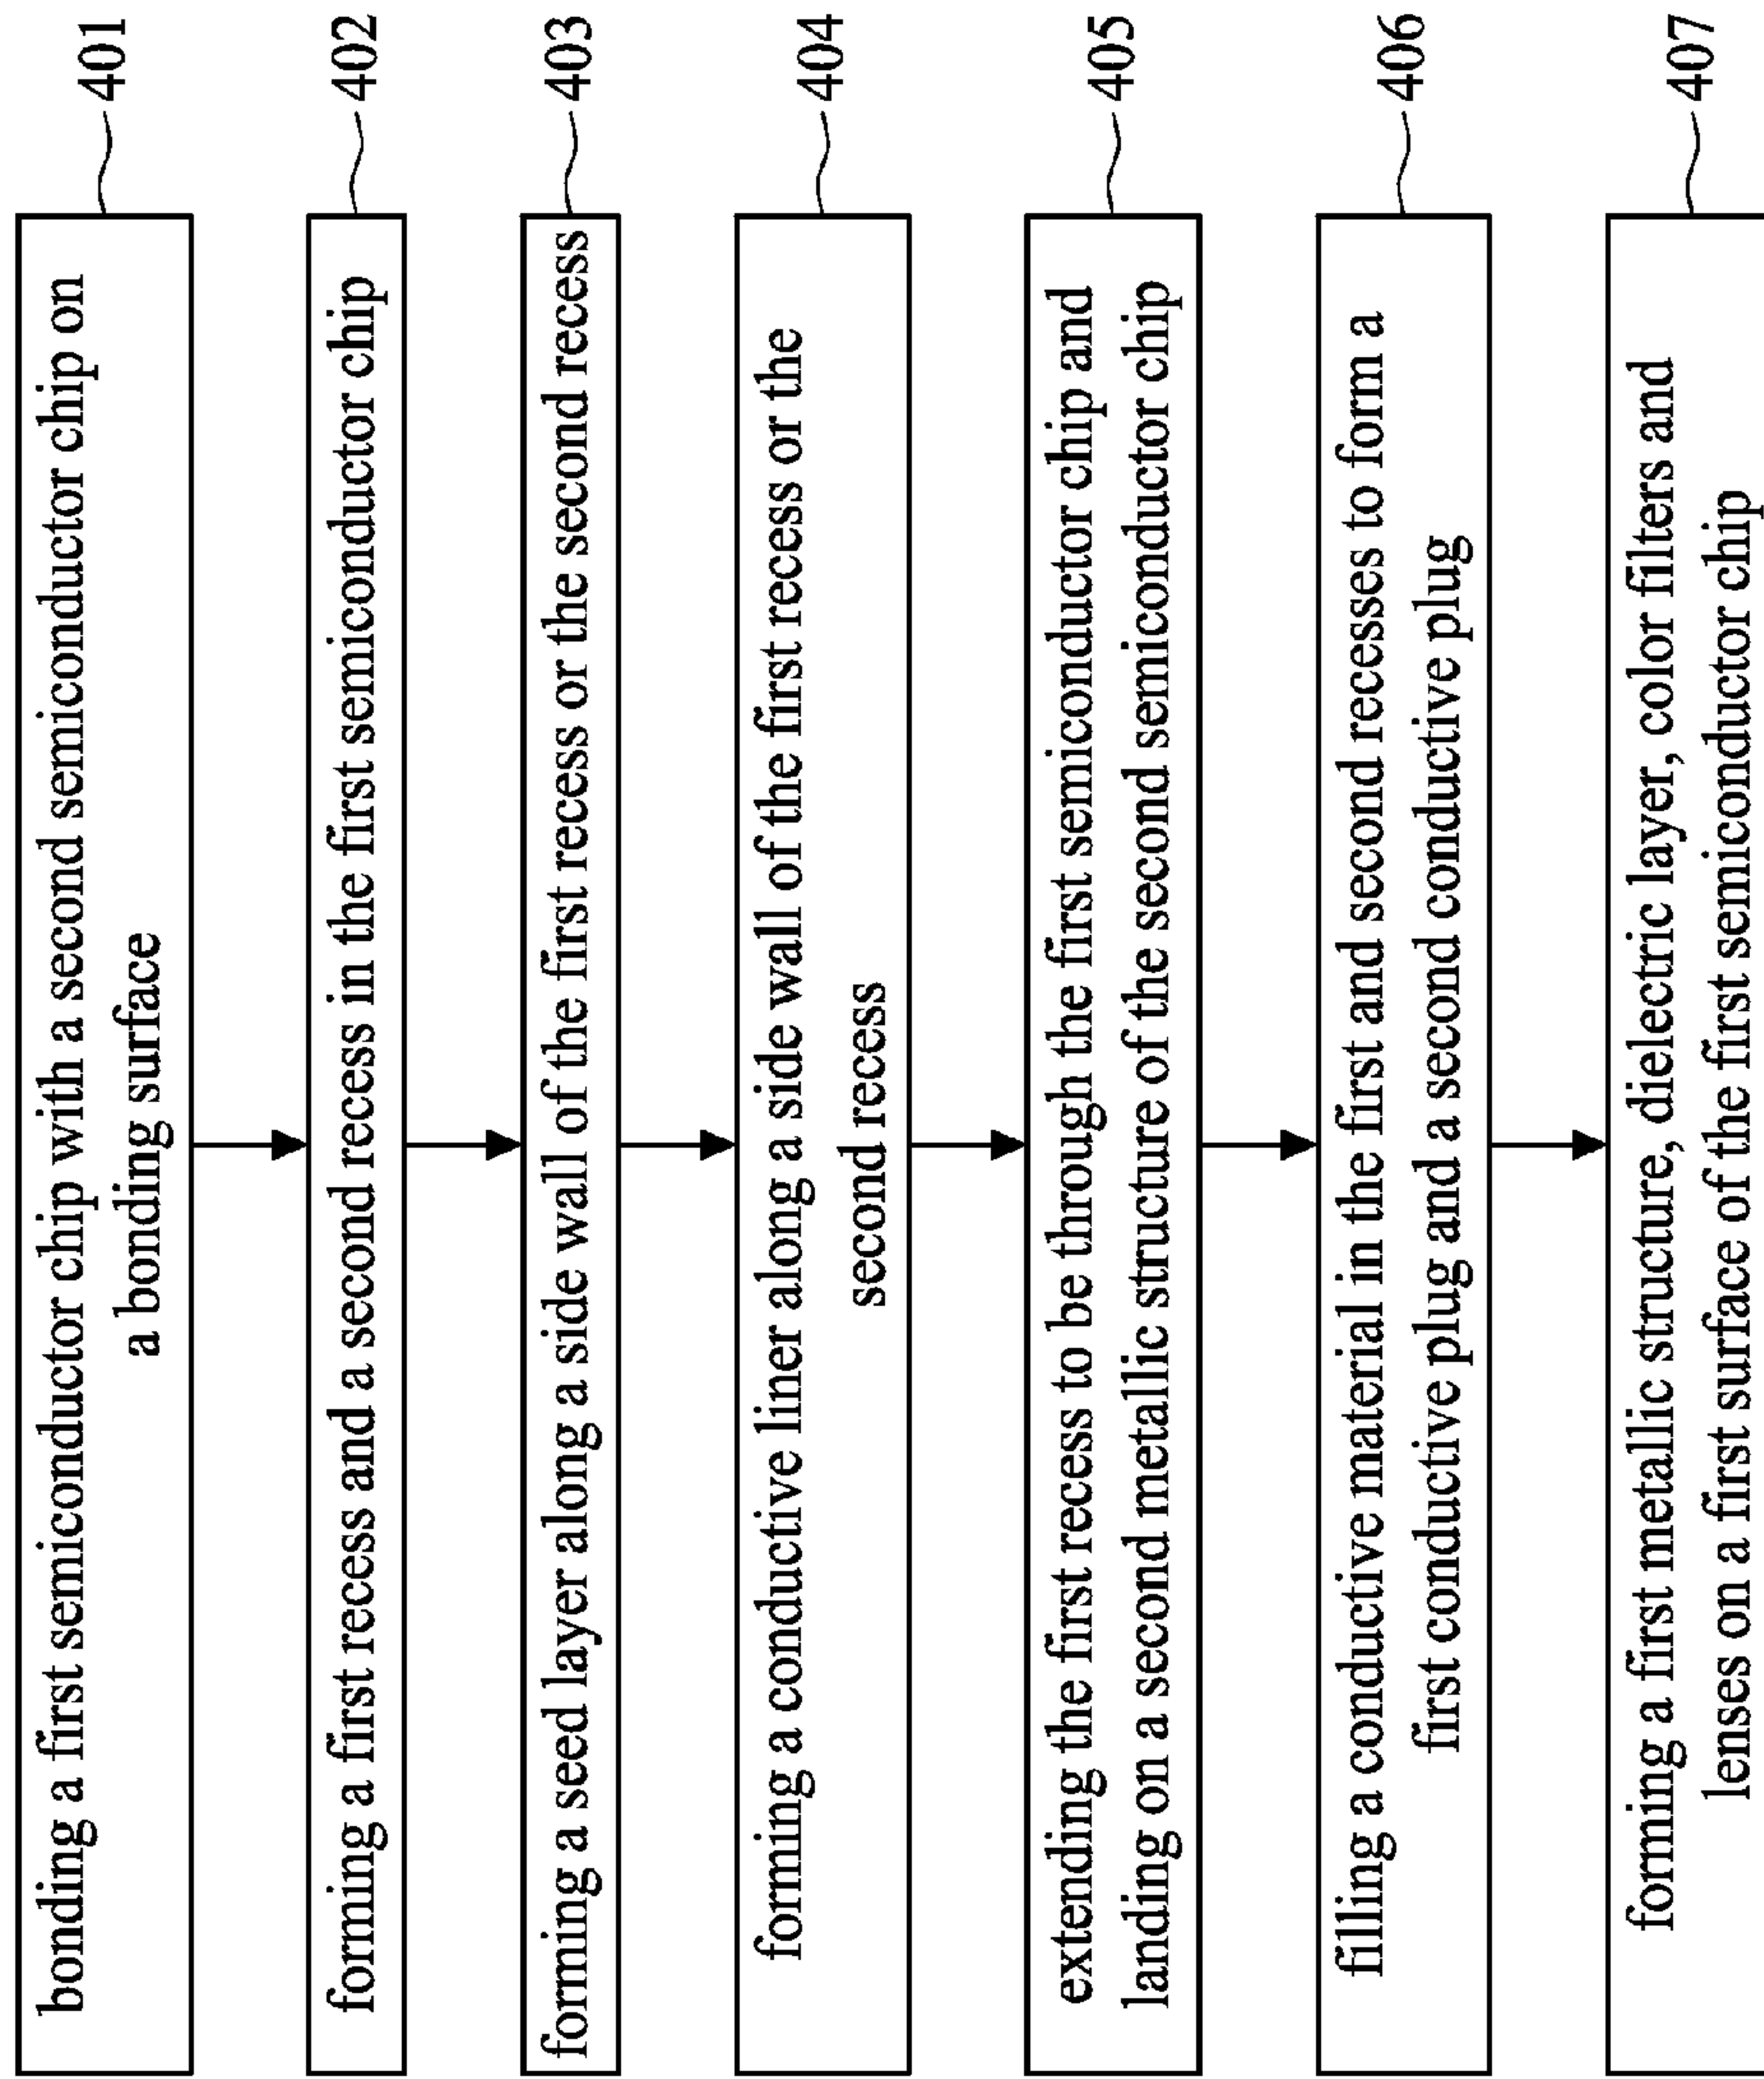 bonding a first semiconductor chip with a second semiconductor chip on
a bonding surface
401
forming a first recess and a second recess in the first semiconductor chip
402
forming a seed layer along a side wall of the first recess or the second recess
403
forming a conductive liner along a side wall of the first recess or the
second recess
404
extending the first recess to be through the first semiconductor chip and
landing on a second metallic structure of the second semiconductor chip
405
filling a conductive material in the first and second recesses to form a
first conductive plug and a second conductive plug
406
forming a first metallic structure, dielectric layer, color filters and
lenses on a first surface of the first semiconductor chip
407